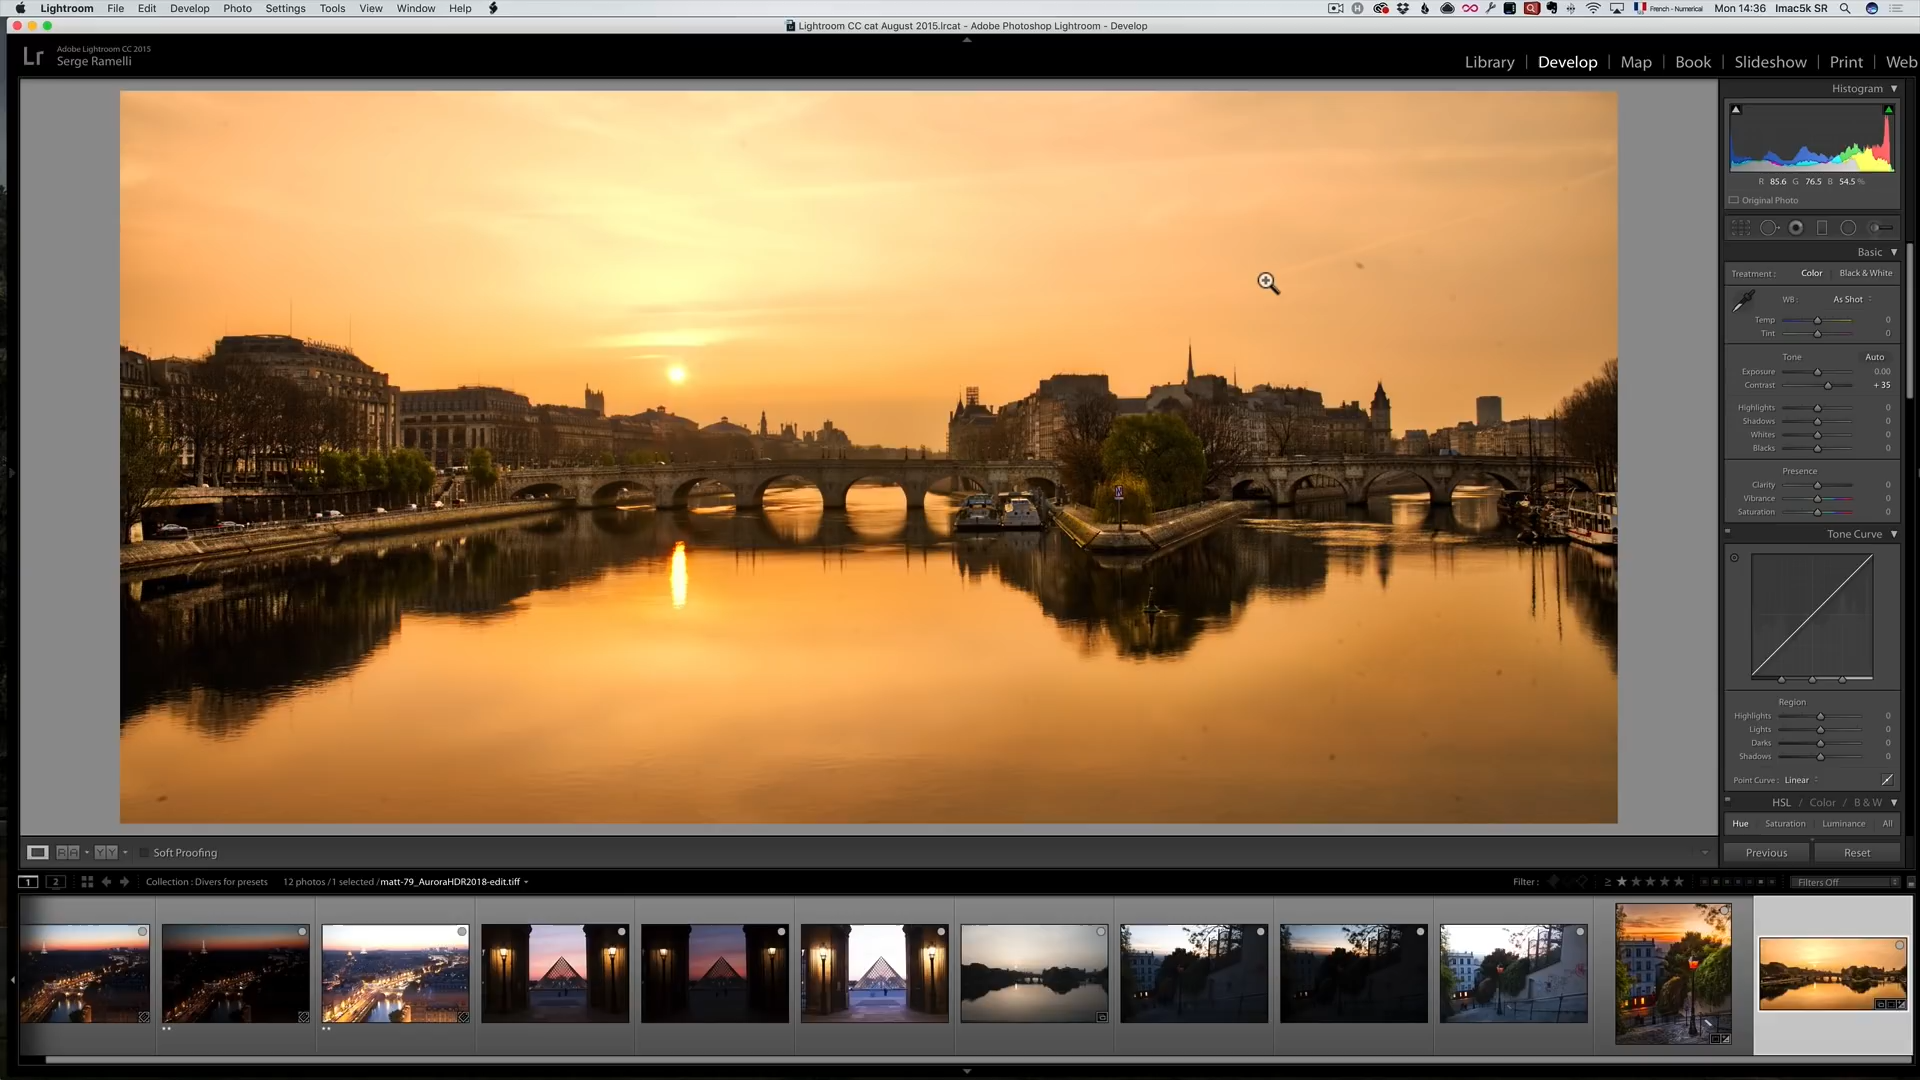 Lightroom File Edit Develop Photo Settings Tools View Window Help French - Numerical Mon 14:36 Imac5k SR
Lightroom CC cat August 2015.lrcat - Adobe Photoshop Lightroom - Develop
Lr Adobe Lightroom CC 2015
Serge Ramelli
Library | Develop | Map | Book | Slideshow | Print | Web
Histogram
R 85.6 G 76.5 B 54.5 %
Original Photo
Basic
Treatment : Color Black & White
WB : As Shot
Temp 0
Tint 0
Tone Auto
Exposure 0.00
Contrast + 35
Highlights 0
Shadows 0
Whites 0
Blacks 0
Presence
Clarity 0
Vibrance 0
Saturation 0
Tone Curve
Region
Highlights 0
Lights 0
Darks 0
Shadows 0
Point Curve : Linear
HSL / Color / B & W
Hue Saturation Luminance All
Previous Reset
Soft Proofing
1 2 Collection : Divers for presets 12 photos / 1 selected / matt-79_AuroraHDR2018-edit.tiff Filter : ≥ ★ ★ ★ ★ ★ Filters Off